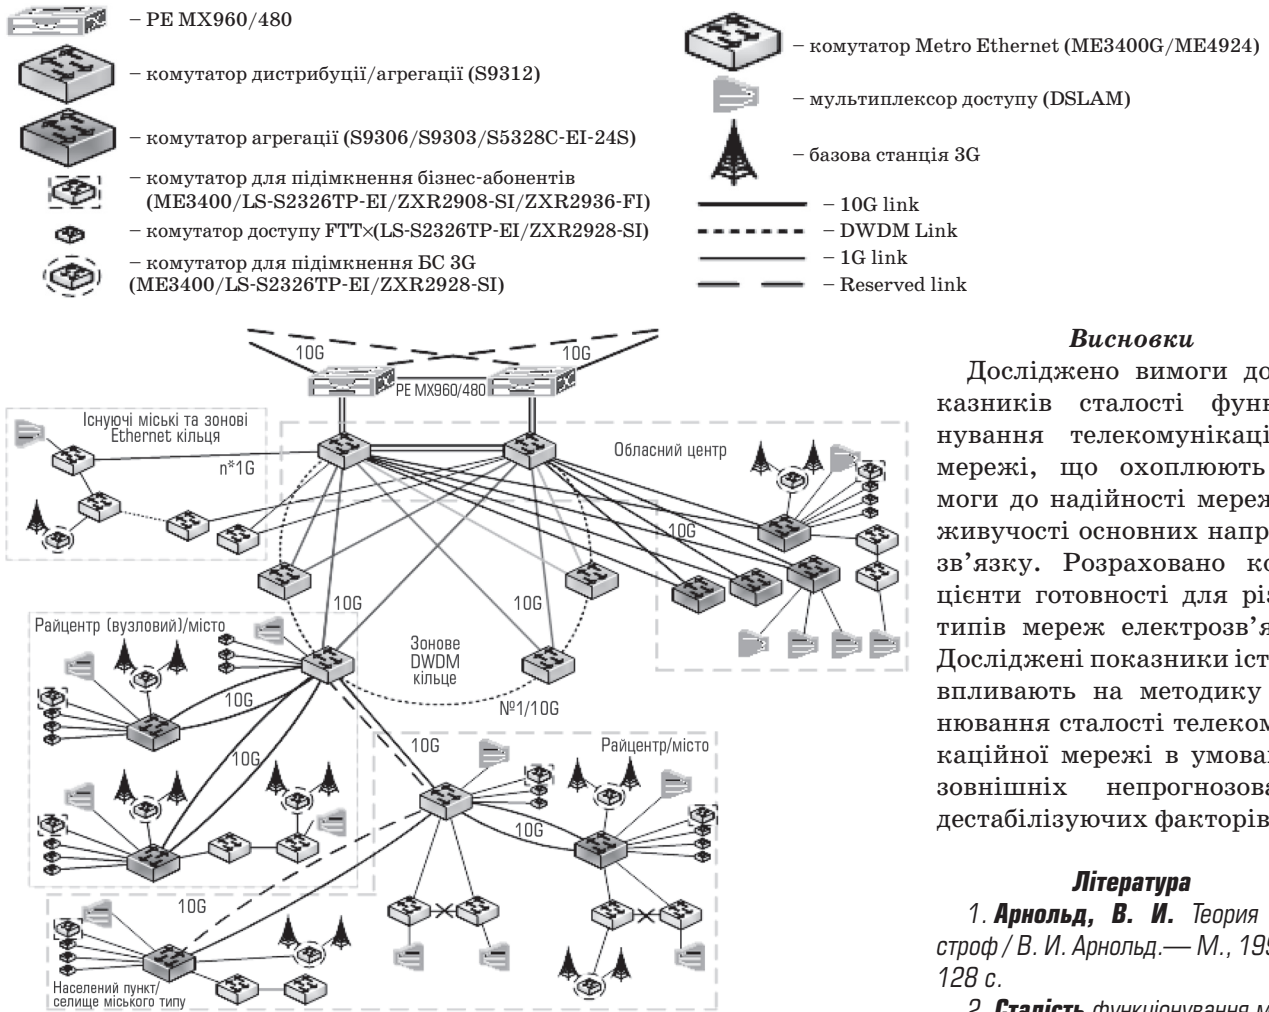 – PE MX960/480
– комутатор дистрибуції/агрегації (S9312)
– комутатор агрегації (S9306/S9303/S5328C-EI-24S)
– комутатор для підімкнення бізнес-абонентів
(ME3400/LS-S2326TP-EI/ZXR2908-SI/ZXR2936-FI)
– комутатор доступу FTT×(LS-S2326TP-EI/ZXR2928-SI)
– комутатор для підімкнення БС 3G
(ME3400/LS-S2326TP-EI/ZXR2928-SI)
– комутатор Metro Ethernet (ME3400G/ME4924)
– мультиплексор доступу (DSLAM)
– базова станція 3G
– 10G link
– DWDM Link
– 1G link
– Reserved link
10G
10G
PE MX960/480
Існуючі міські та зонові
Ethernet кільця
n*1G
Обласний центр
10G
10G
10G
Райцентр (вузловий)/місто
Зонове
DWDM
кільце
№1/10G
10G
10G
10G
Райцентр/місто
10G
10G
Населений пункт/
селище міського типу
Висновки
Досліджено вимоги до
казників сталості функ
нування телекомунікаці
мережі, що охоплюють
моги до надійності мереж
живучості основних напр
зв’язку. Розраховано ко
цієнти готовності для різ
типів мереж електрозв’я
Досліджені показники іст
впливають на методику
нювання сталості телеком
каційної мережі в умова
зовнішніх непрогнозова
дестабілізуючих факторів
Література
1. Арнольд, В. И. Теория
строф / В. И. Арнольд.— М., 199
128 с.
2. Сталість функціонування м